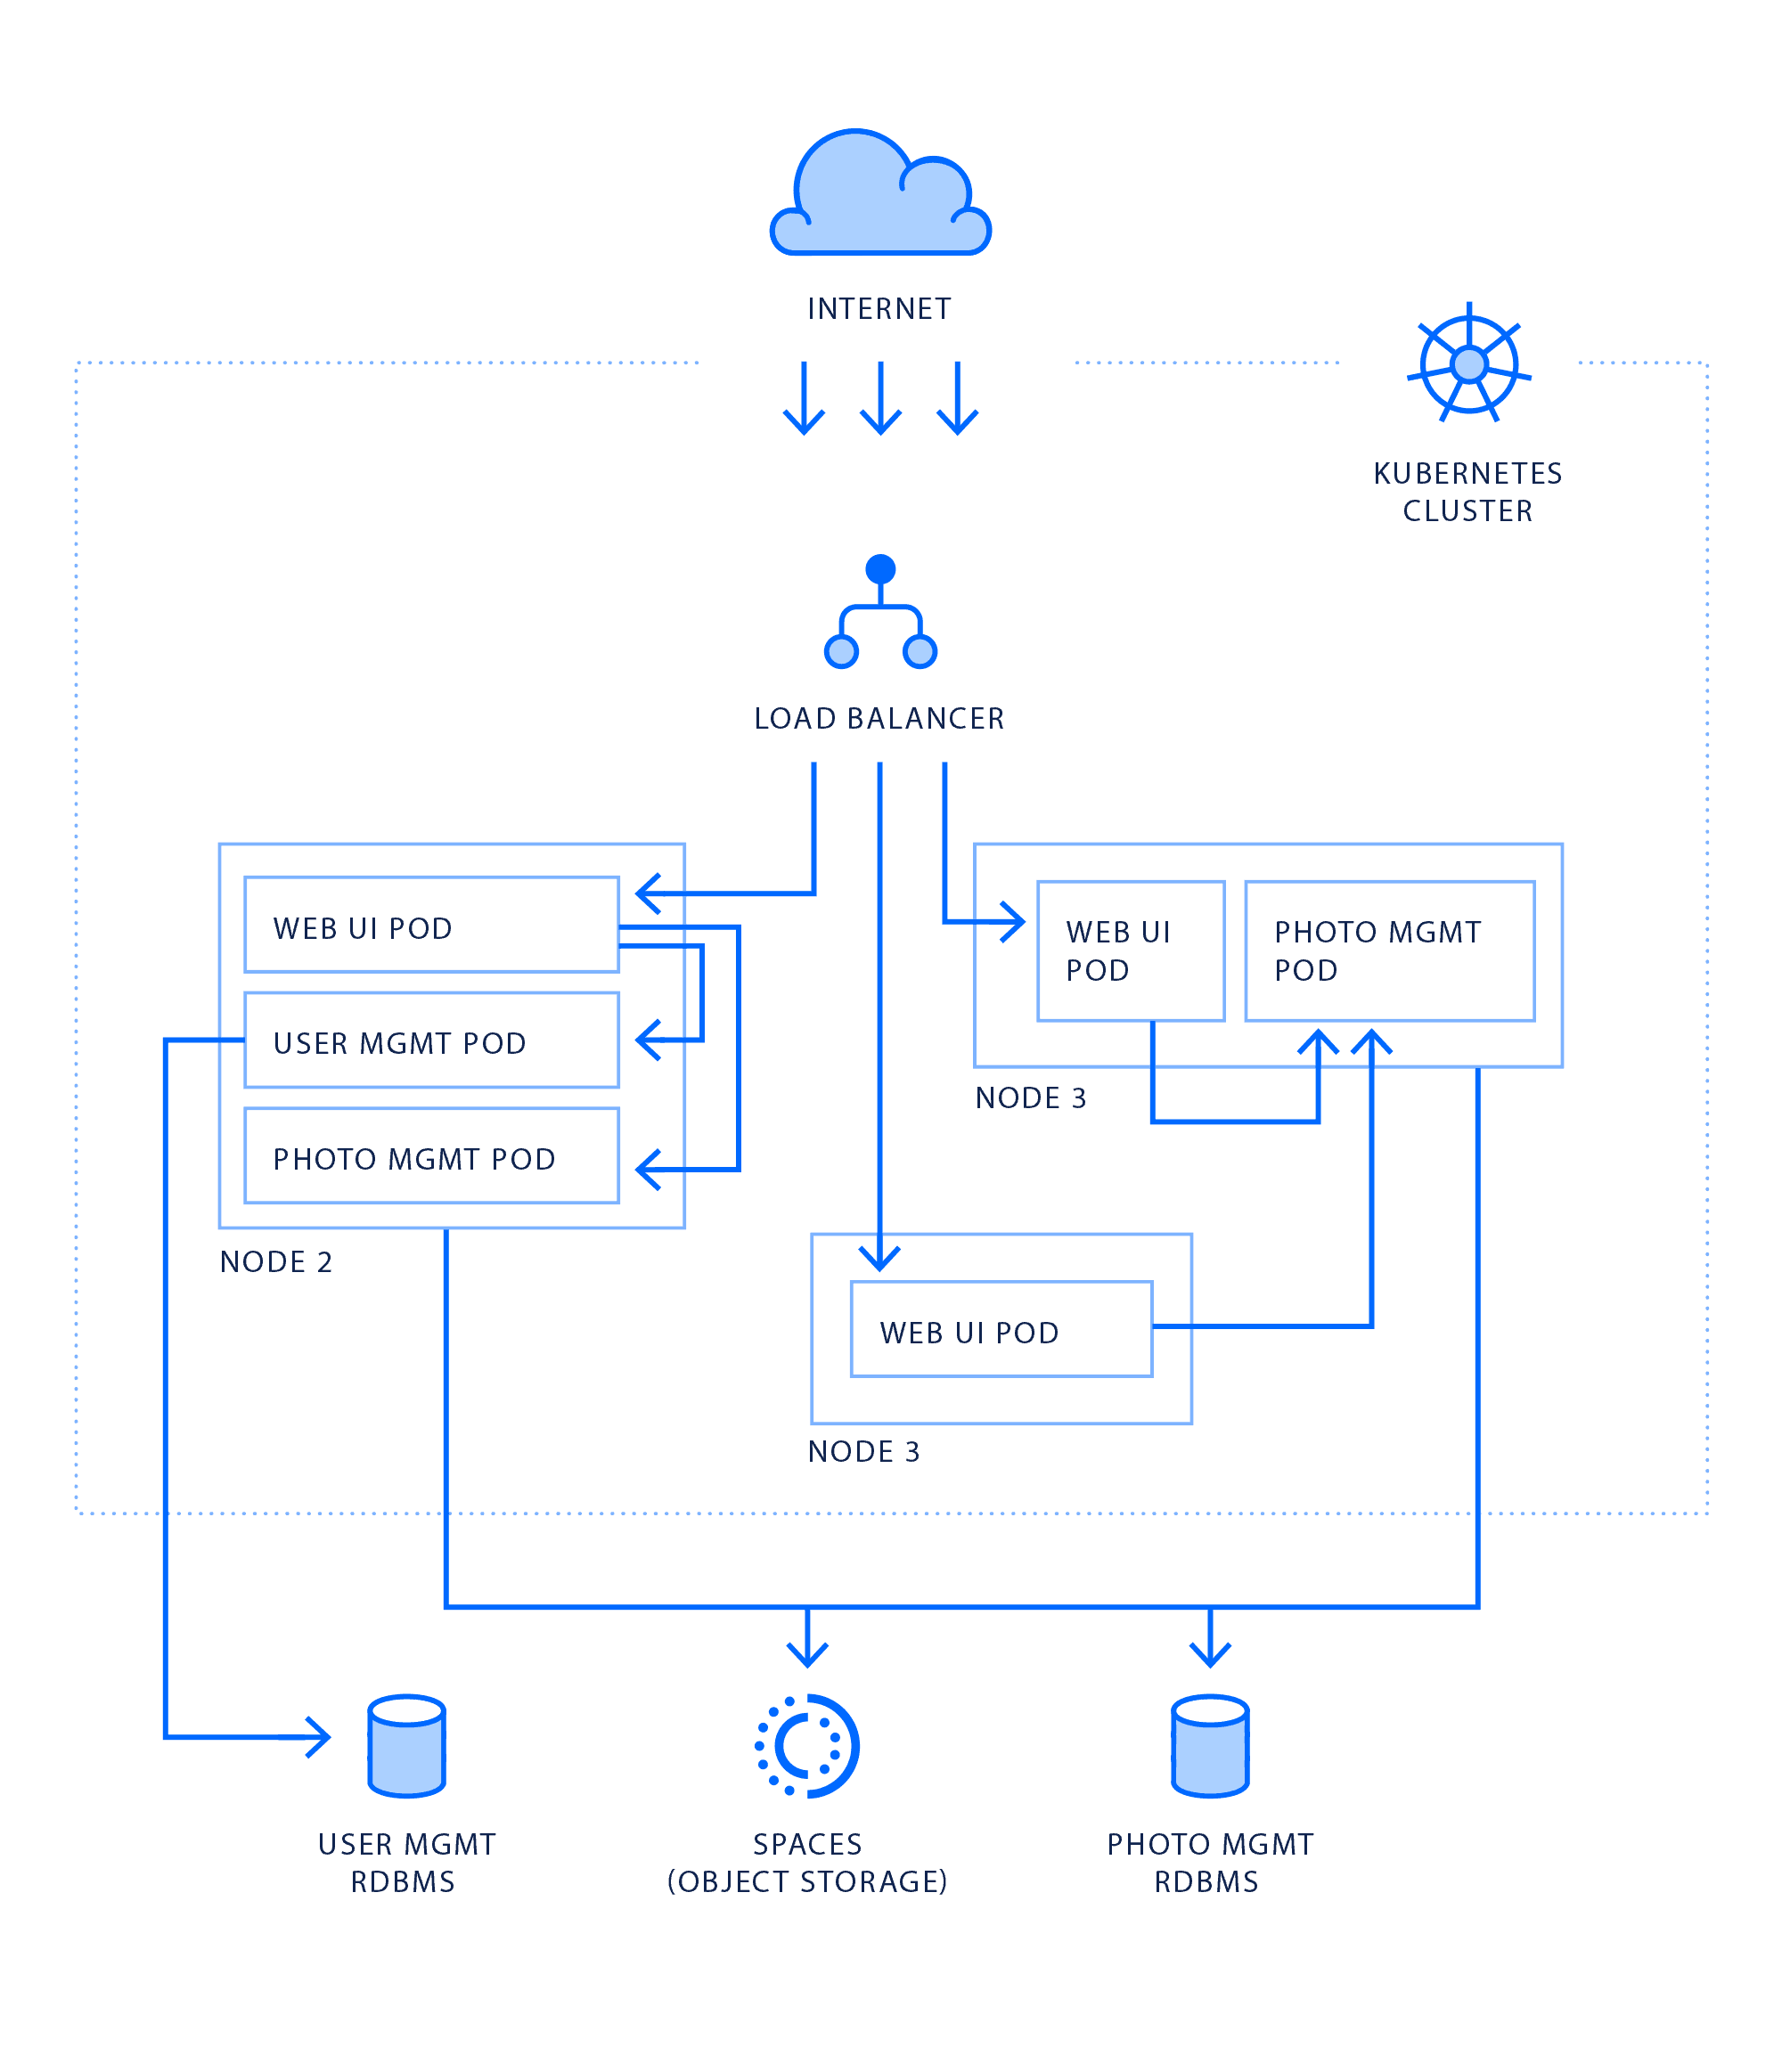 INTERNET
KUBERNETES
CLUSTER
LOAD BALANCER
WEB UI POD
USER MGMT POD
PHOTO MGMT POD
NODE 2
WEB UI
POD
PHOTO MGMT
POD
NODE 3
WEB UI POD
NODE 3
USER MGMT
RDBMS
SPACES
(OBJECT STORAGE)
PHOTO MGMT
RDBMS